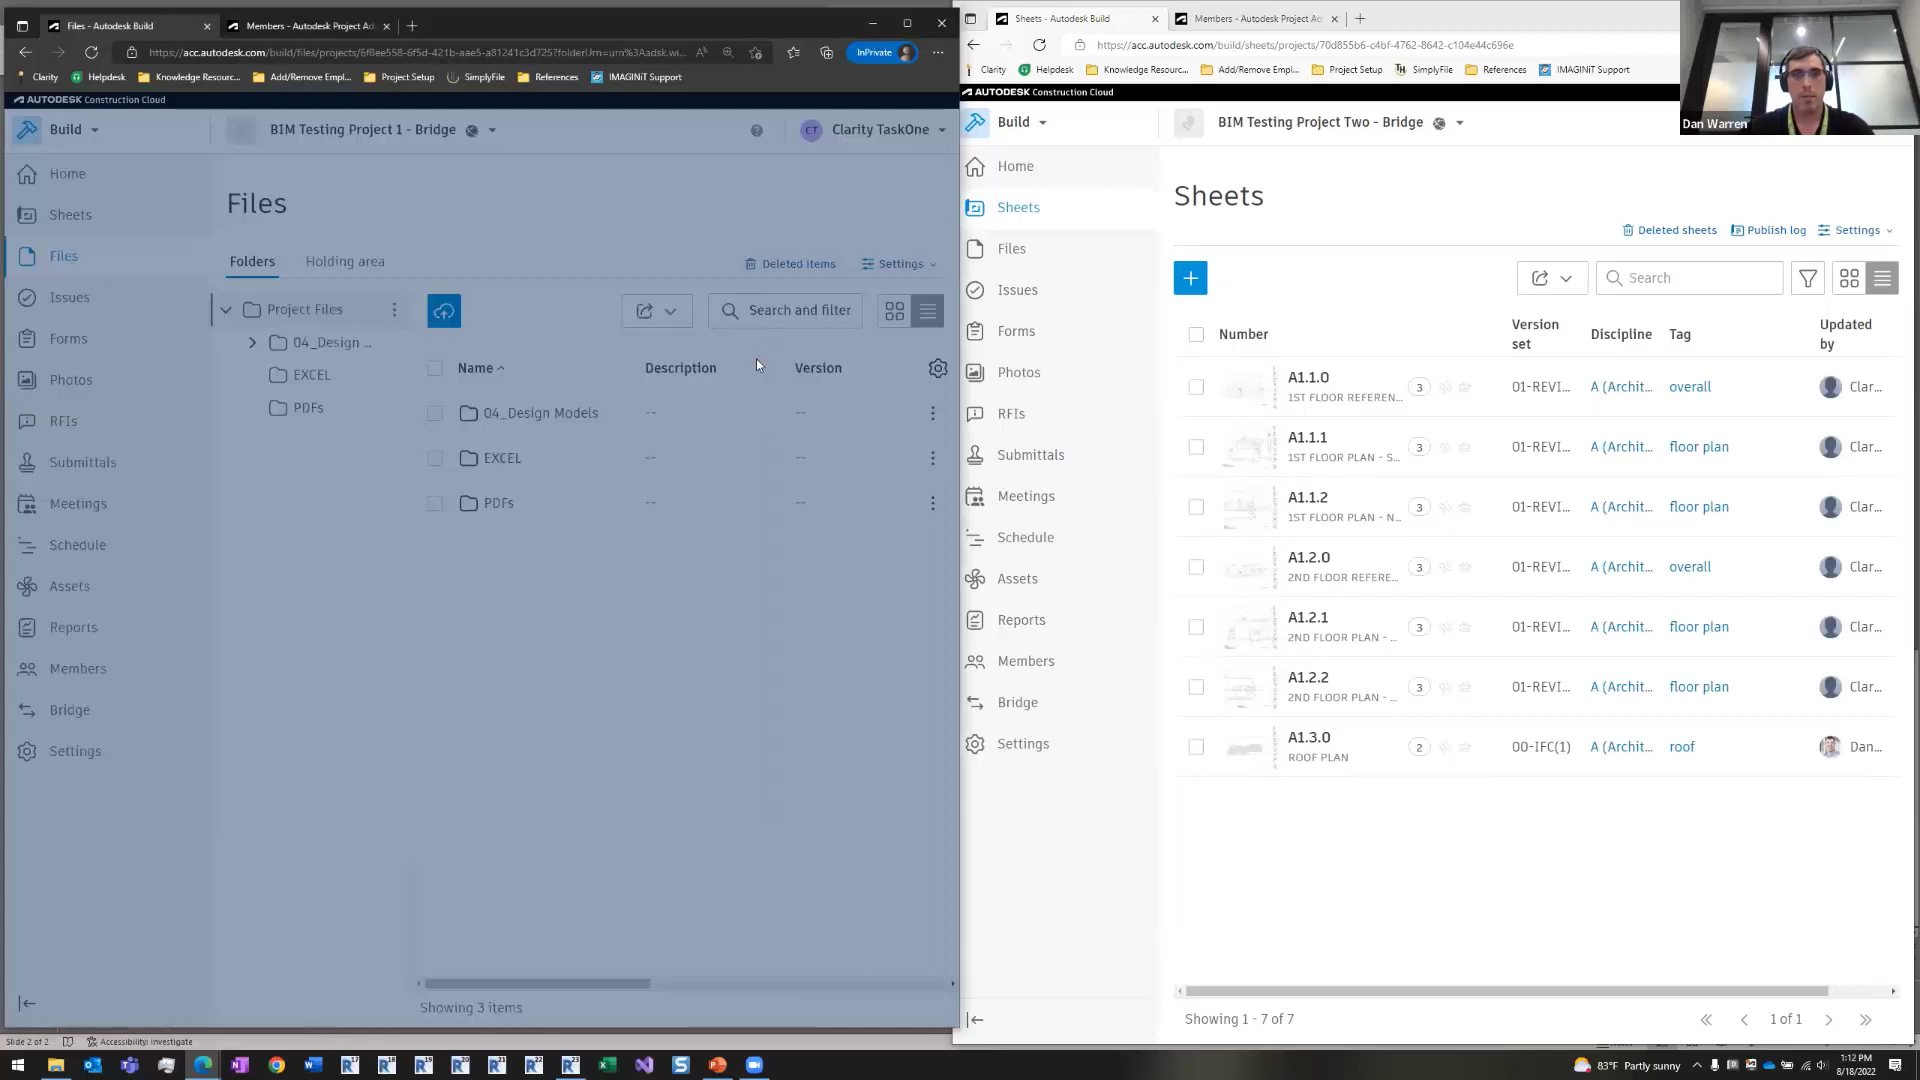 Files - Autodesk Build
Members - Autodesk Project Ad
https://acc.autodesk.com/build/files/projects/6f8ee558-6f5d-421b-aae5-a81241c3d725?folderUrn=urn%3Aadsk.wi...
InPrivate
Clarity
Helpdesk
Knowledge Resourc...
Add/Remove Empl...
Project Setup
SimplyFile
References
IMAGINiT Support
AUTODESK Construction Cloud
Build
BIM Testing Project 1 - Bridge
CT
Clarity TaskOne
Home
Sheets
Files
Issues
Forms
Photos
RFIs
Submittals
Meetings
Schedule
Assets
Reports
Members
Bridge
Settings
Files
Folders
Holding area
Deleted items
Settings
Project Files
04_Design ...
EXCEL
PDFs
Search and filter
Name
Description
Version
04_Design Models
--
--
EXCEL
--
--
PDFs
--
--
Showing 3 items
Slide 2 of 2
Accessibility: investigate
Sheets - Autodesk Build
Members - Autodesk Project Ad
https://acc.autodesk.com/build/sheets/projects/70d855b6-c4bf-4762-8642-c104e44c696e
Clarity
Helpdesk
Knowledge Resourc...
Add/Remove Empl...
Project Setup
SimplyFile
References
IMAGINiT Support
AUTODESK Construction Cloud
Build
BIM Testing Project Two - Bridge
Dan Warren
Home
Sheets
Files
Issues
Forms
Photos
RFIs
Submittals
Meetings
Schedule
Assets
Reports
Members
Bridge
Settings
Sheets
Deleted sheets
Publish log
Settings
Search
Number
Version set
Discipline
Tag
Updated by
A1.1.0
1ST FLOOR REFEREN...
3
01-REVI...
A (Archit...
overall
Clar...
A1.1.1
1ST FLOOR PLAN - S...
3
01-REVI...
A (Archit...
floor plan
Clar...
A1.1.2
1ST FLOOR PLAN - N...
3
01-REVI...
A (Archit...
floor plan
Clar...
A1.2.0
2ND FLOOR REFERE...
3
01-REVI...
A (Archit...
overall
Clar...
A1.2.1
2ND FLOOR PLAN - ...
3
01-REVI...
A (Archit...
floor plan
Clar...
A1.2.2
2ND FLOOR PLAN - ...
3
01-REVI...
A (Archit...
floor plan
Clar...
A1.3.0
ROOF PLAN
2
00-IFC(1)
A (Archit...
roof
Dan...
Showing 1 - 7 of 7
1 of 1
83°F Partly sunny
1:12 PM
8/18/2022